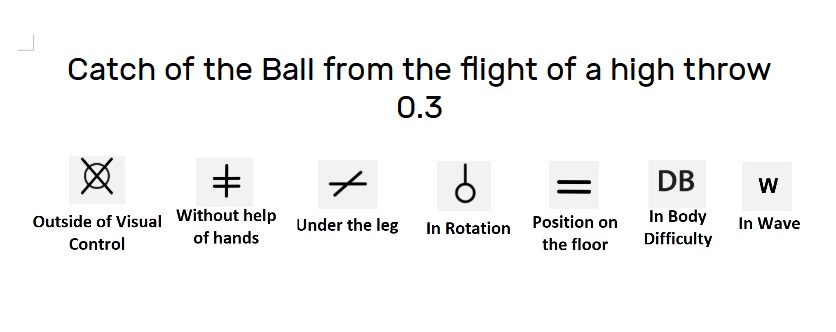 Catch of the Ball from the flight of a high throw
0.3
DB
W
Outside of Visual
Control
Without help
of hands
Under the leg
In Rotation
Position on
the floor
In Body
Difficulty
In Wave